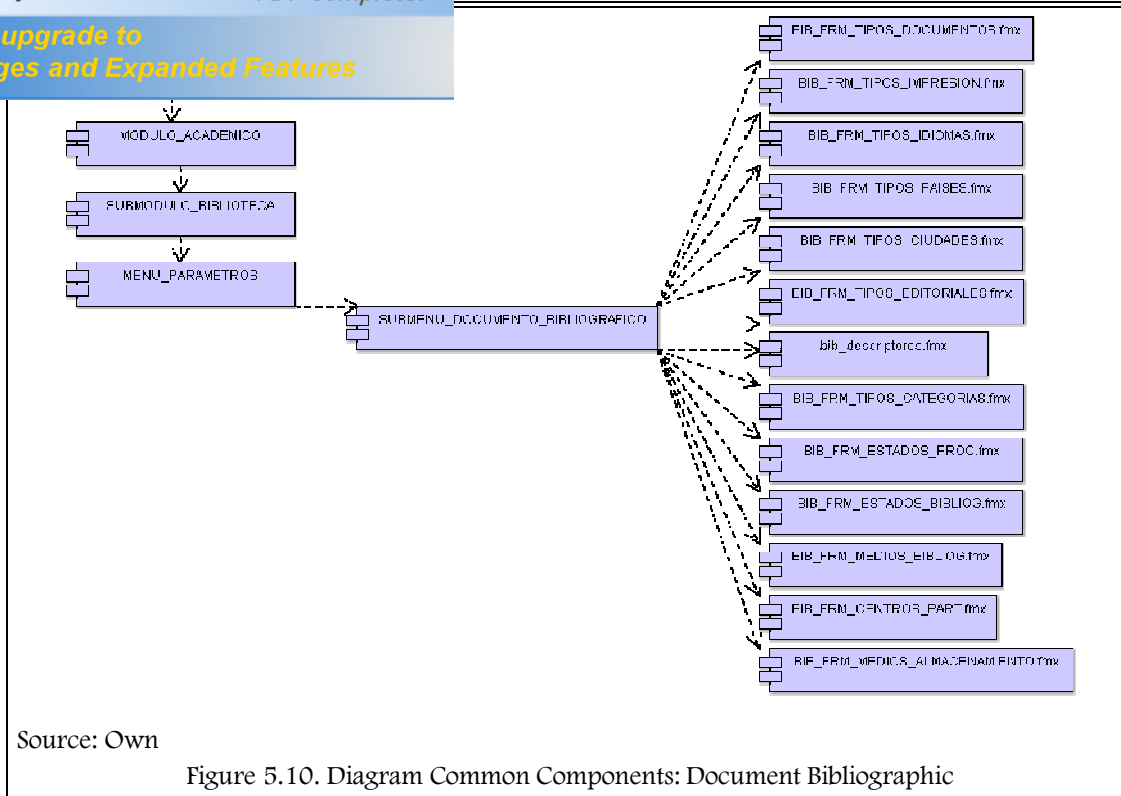 upgrade to
ges and Expanded Features
MODULO_ACADEMICO
SUBMODULO_BIBLIOTECA
MENU_PARAMETROS
SUBMENU_DOCUMENTO_BIBLIOGRAFICO
BIB_FRM_TIPOS_DOCUMENTOS.fmx
BIB_FRM_TIPOS_IMPRESION.fmx
BIB_FRM_TIPOS_IDIOMAS.fmx
BIB_FRM_TIPOS_PAISES.fmx
BIB_FRM_TIPOS_CIUDADES.fmx
BIB_FRM_TIPOS_EDITORIALES.fmx
bib_descriptores.fmx
BIB_FRM_TIPOS_CATEGORIAS.fmx
BIB_FRM_ESTADOS_PROC.fmx
BIB_FRM_ESTADOS_BIBLIOG.fmx
BIB_FRM_MEDIOS_BIBLIOG.fmx
BIB_FRM_CENTROS_PART.fmx
BIB_FRM_MEDIOS_ALMACENAMIENTO.fmx
Source: Own
Figure 5.10. Diagram Common Components: Document Bibliographic